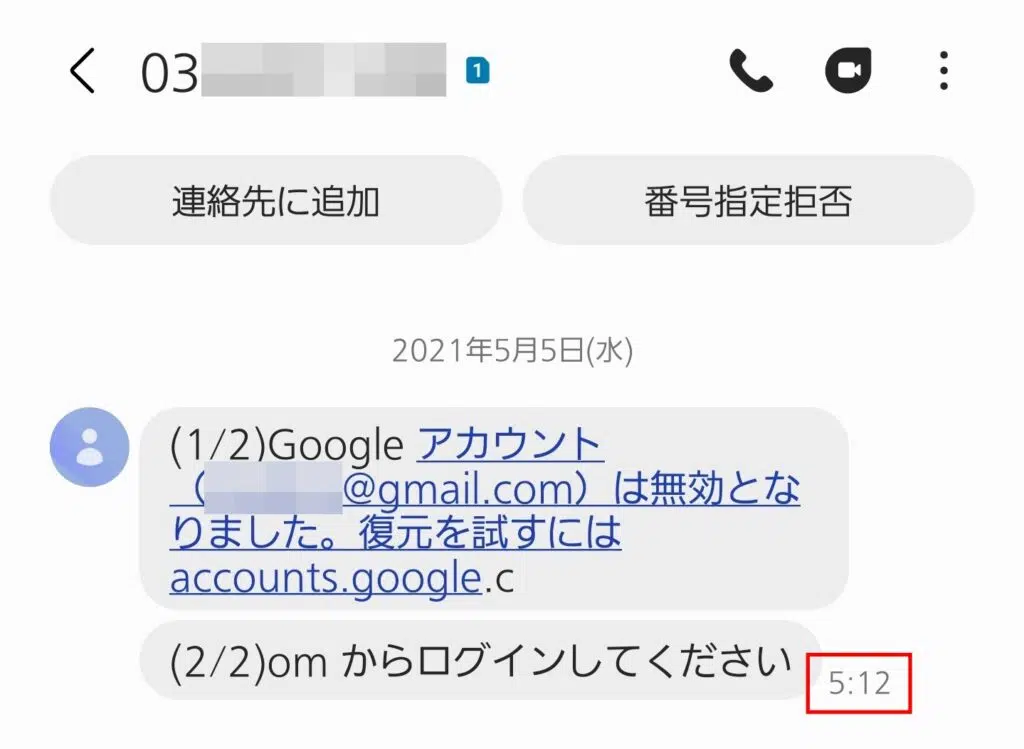 03
1
連絡先に追加
番号指定拒否
2021年5月5日(水)
(1/2)Google アカウント
（@gmail.com）は無効とな
りました。復元を試すには
accounts.google.c
(2/2)om からログインしてください
5:12